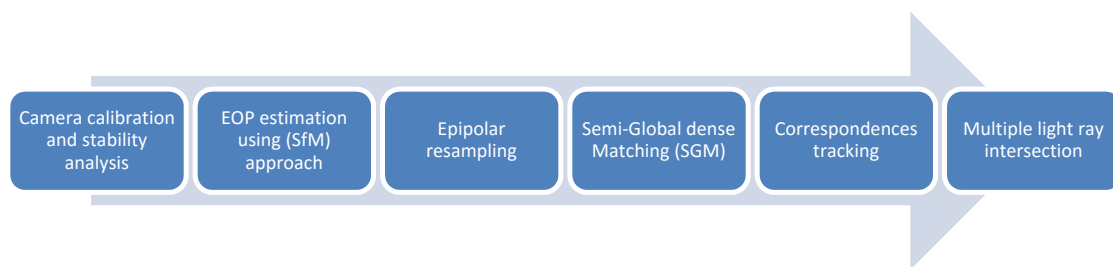 Camera calibration
and stability
analysis
EOP estimation
using (SfM)
approach
Epipolar
resampling
Semi-Global dense
Matching (SGM)
Correspondences
tracking
Multiple light ray
intersection